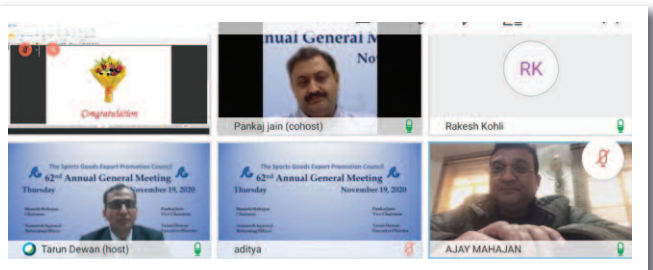 Congratulation
nual General M
No
Pankaj jain (cohost)
RK
Rakesh Kohli
The Sports Goods Export Promotion Council
62nd Annual General Meeting
Thursday
November 19, 2020
Tarun Dewan (host)
The Sports Goods Export Promotion Council
62nd Annual General Meeting
Thursday
November 19, 2020
aditya
AJAY MAHAJAN